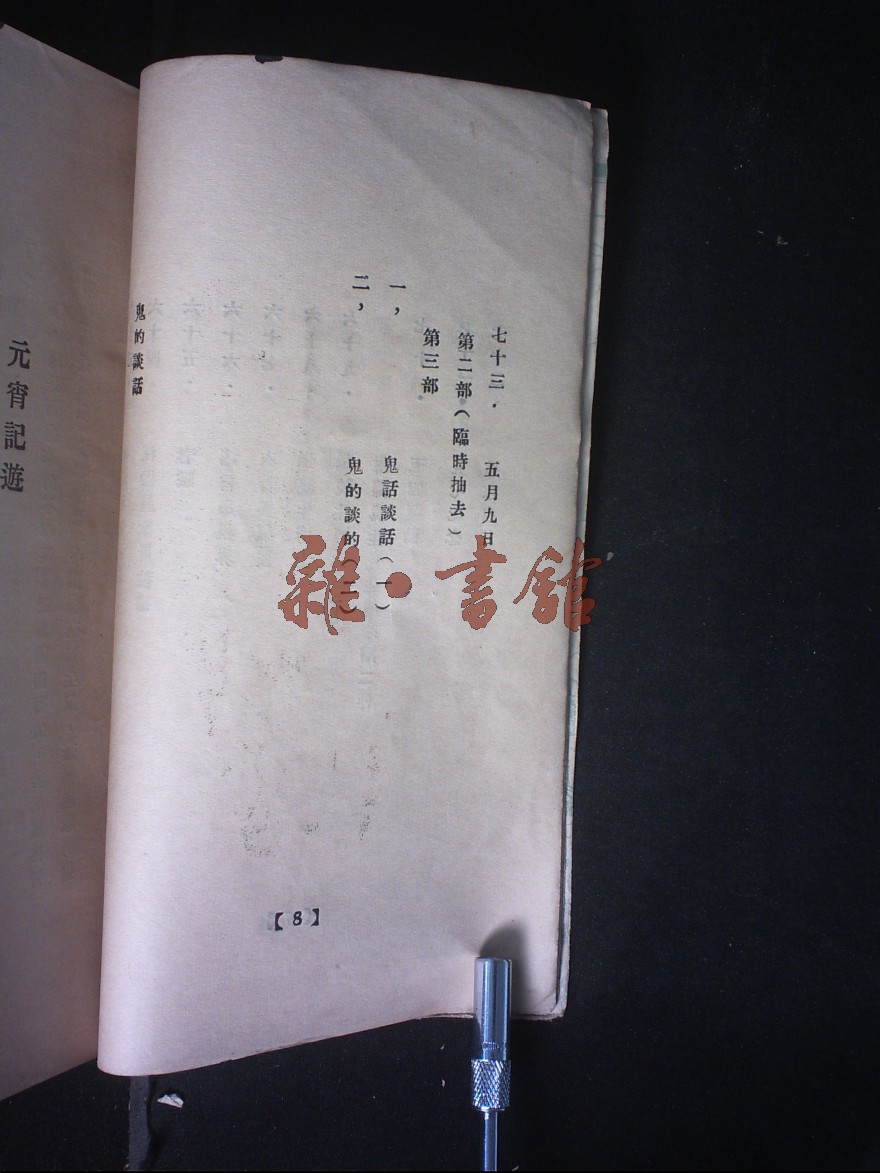 七十三． 五月九日
第二部（臨時抽去）
第三部
一， 鬼話談話（一）
二， 鬼的談的（二）
鬼的談話
【8】
元宵記遊
雜·書館